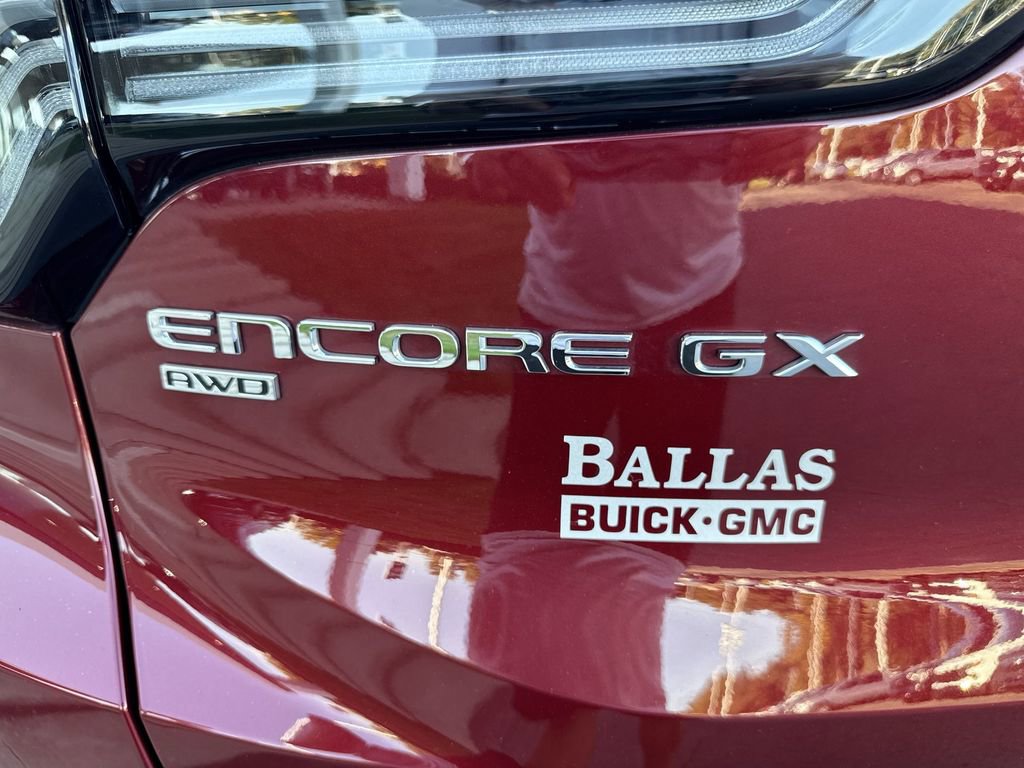 ENCORE GX
AWD
BALLAS
BUICK·GMC